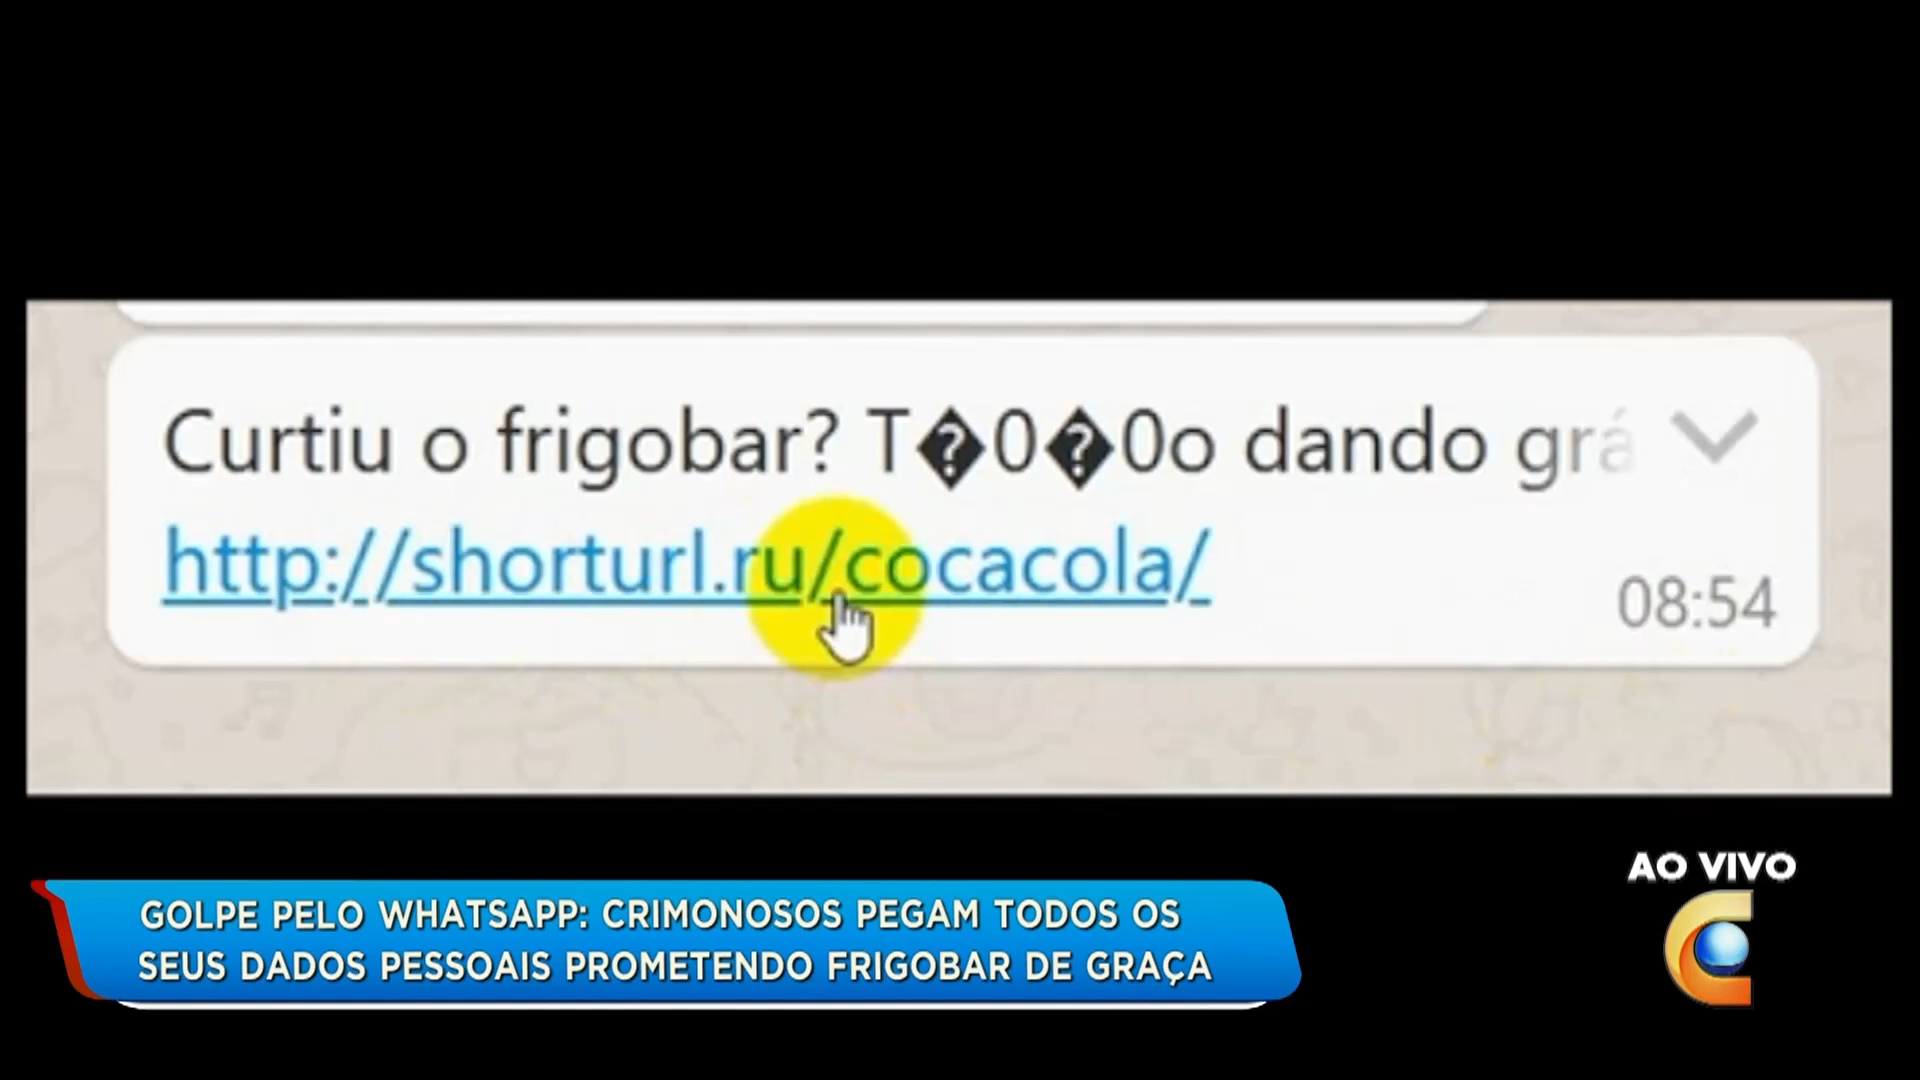 Curtiu o frigobar? T�0�0o dando grá
http://shorturl.ru/cocacola/
08:54
AO VIVO
GOLPE PELO WHATSAPP: CRIMONOSOS PEGAM TODOS OS
SEUS DADOS PESSOAIS PROMETENDO FRIGOBAR DE GRAÇA